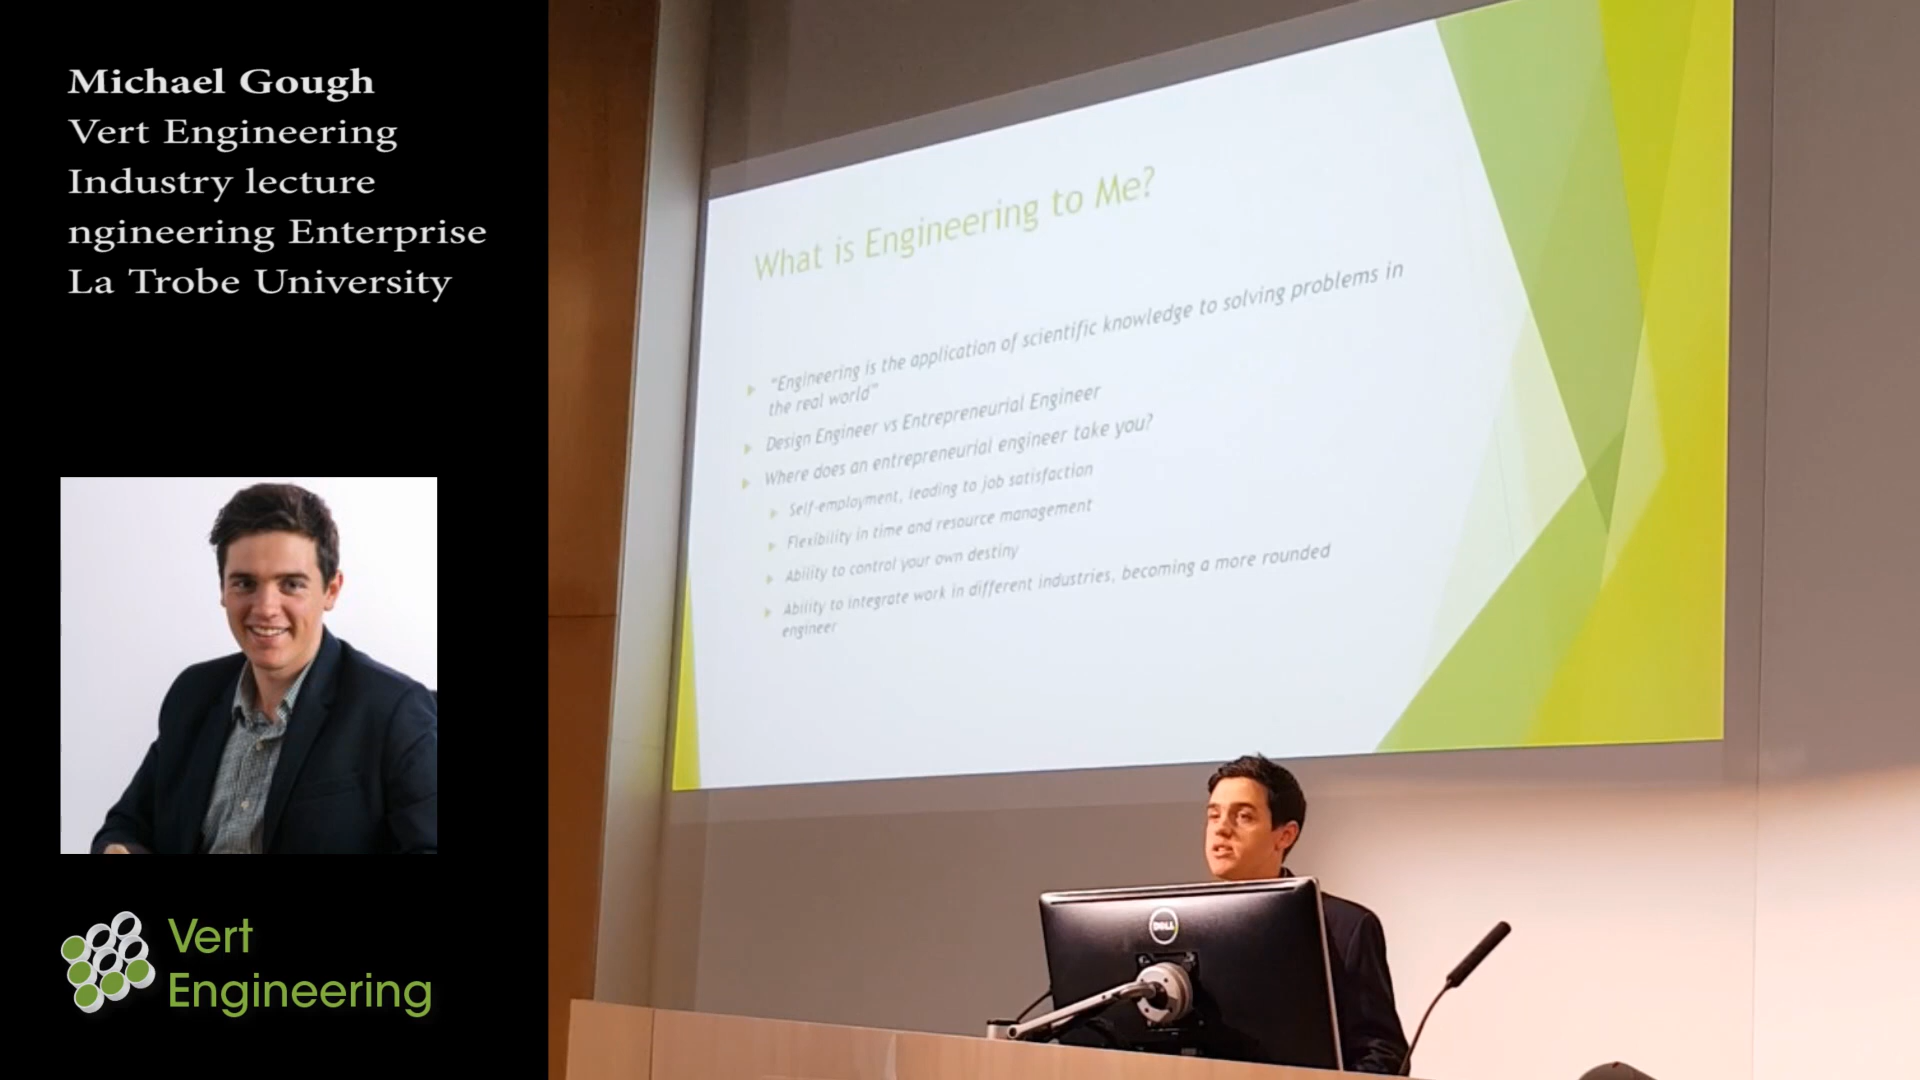 Michael Gough
Vert Engineering
Industry lecture
ngineering Enterprise
La Trobe University
Vert
Engineering
What is Engineering to Me?
"Engineering is the application of scientific knowledge to solving problems in
the real world"
Design Engineer vs Entrepreneurial Engineer
Where does an entrepreneurial engineer take you?
Self-employment, leading to job satisfaction
Flexibility in time and resource management
Ability to control your own destiny
Ability to integrate work in different industries, becoming a more rounded
engineer
DELL